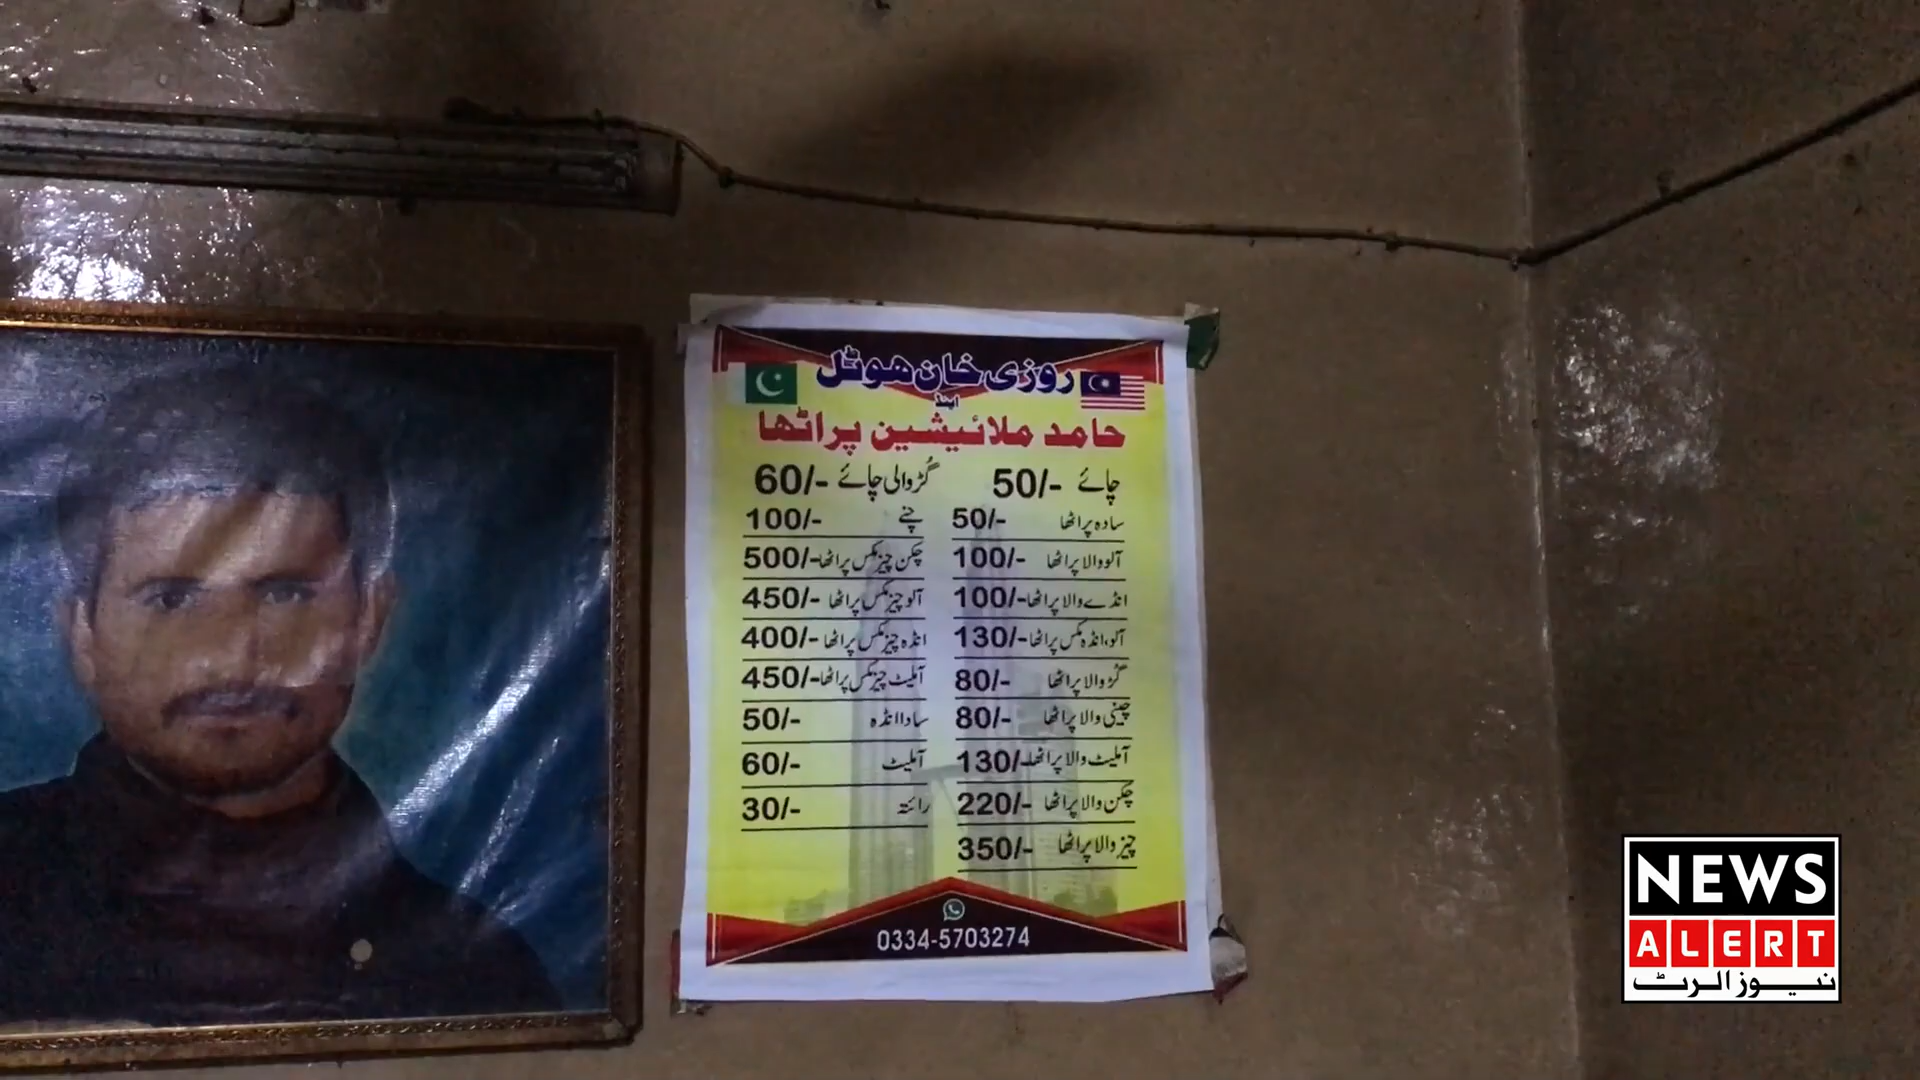 روزی خان ھوٹل
اینڈ
حامد ملائیشین پراٹھا
چائے 50/-
گڑ والی چائے 60/-
سادہ پراٹھا 50/-
آلو والا پراٹھا 100/-
انڈے والا پراٹھا 100/-
آلو،انڈہ مکس پراٹھا 130/-
گڑ والا پراٹھا 80/-
چینی والا پراٹھا 80/-
آملیٹ والا پراٹھا 130/-
چکن والا پراٹھا 220/-
چیز والا پراٹھا 350/-
چنے 100/-
چکن چیز مکس پراٹھا 500/-
آلو چیز مکس پراٹھا 450/-
انڈہ چیز مکس پراٹھا 400/-
آملیٹ چیز مکس پراٹھا 450/-
سادا انڈہ 50/-
آملیٹ 60/-
رائتہ 30/-
0334-5703274
NEWS
ALERT
نیوز الرٹ